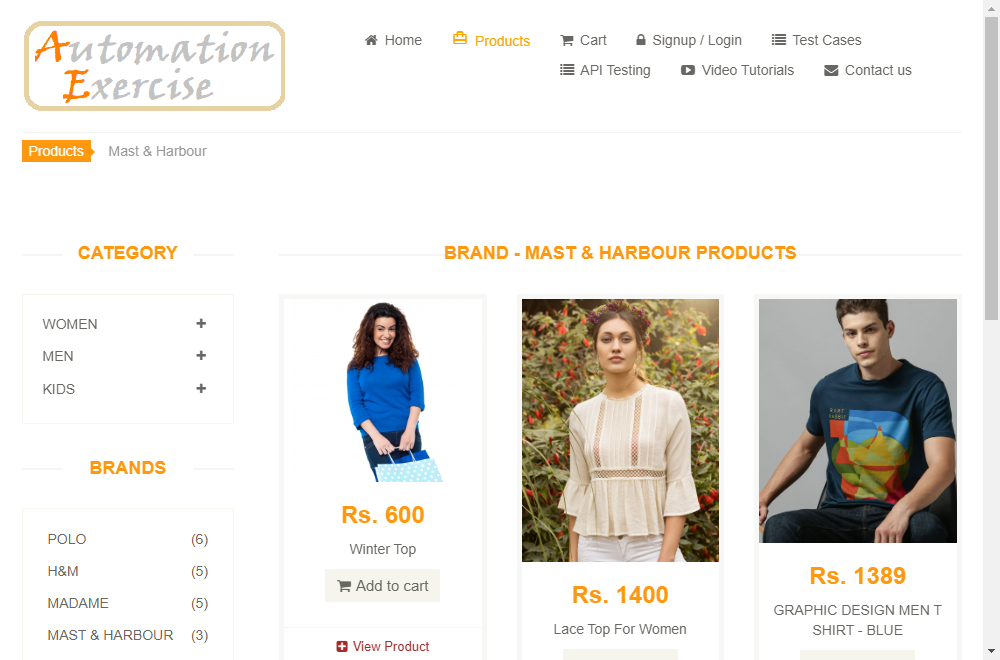 Automation
Exercise
Home
Products
Cart
Signup / Login
Test Cases
API Testing
Video Tutorials
Contact us
Products
Mast & Harbour
CATEGORY
WOMEN
MEN
KIDS
BRANDS
POLO (6)
H&M (5)
MADAME (5)
MAST & HARBOUR (3)
BRAND - MAST & HARBOUR PRODUCTS
Rs. 600
Winter Top
Add to cart
View Product
Rs. 1400
Lace Top For Women
Rs. 1389
GRAPHIC DESIGN MEN T
SHIRT - BLUE